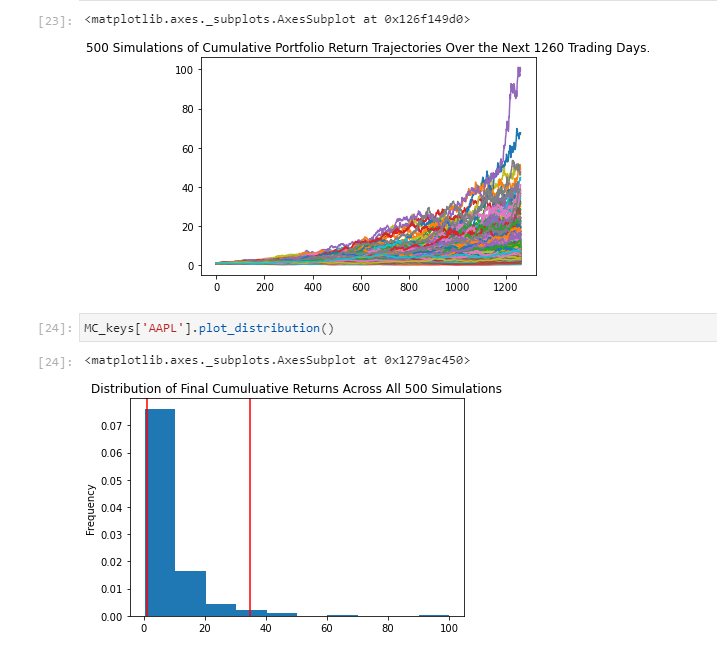 [23]: <matplotlib.axes._subplots.AxesSubplot at 0x126f149d0>
500 Simulations of Cumulative Portfolio Return Trajectories Over the Next 1260 Trading Days.
100
80
60
40
20
0
0 200 400 600 800 1000 1200
[24]: MC_keys['AAPL'].plot_distribution()
[24]: <matplotlib.axes._subplots.AxesSubplot at 0x1279ac450>
Distribution of Final Cumuluative Returns Across All 500 Simulations
0.07
0.06
0.05
0.04
0.03
0.02
0.01
0.00
Frequency
0 20 40 60 80 100